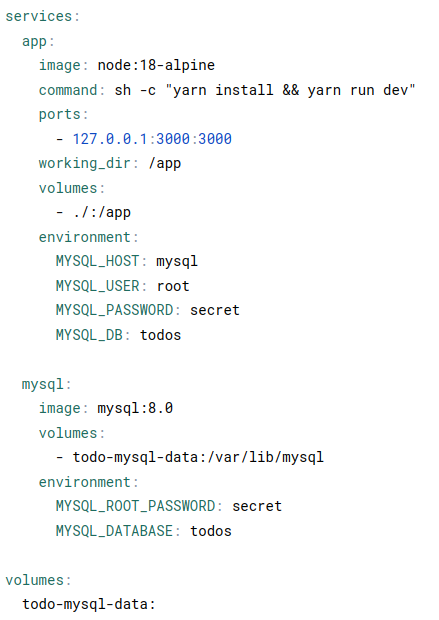 services:
  app:
    image: node:18-alpine
    command: sh -c "yarn install && yarn run dev"
    ports:
      - 127.0.0.1:3000:3000
    working_dir: /app
    volumes:
      - ./:/app
    environment:
      MYSQL_HOST: mysql
      MYSQL_USER: root
      MYSQL_PASSWORD: secret
      MYSQL_DB: todos

  mysql:
    image: mysql:8.0
    volumes:
      - todo-mysql-data:/var/lib/mysql
    environment:
      MYSQL_ROOT_PASSWORD: secret
      MYSQL_DATABASE: todos

volumes:
  todo-mysql-data: